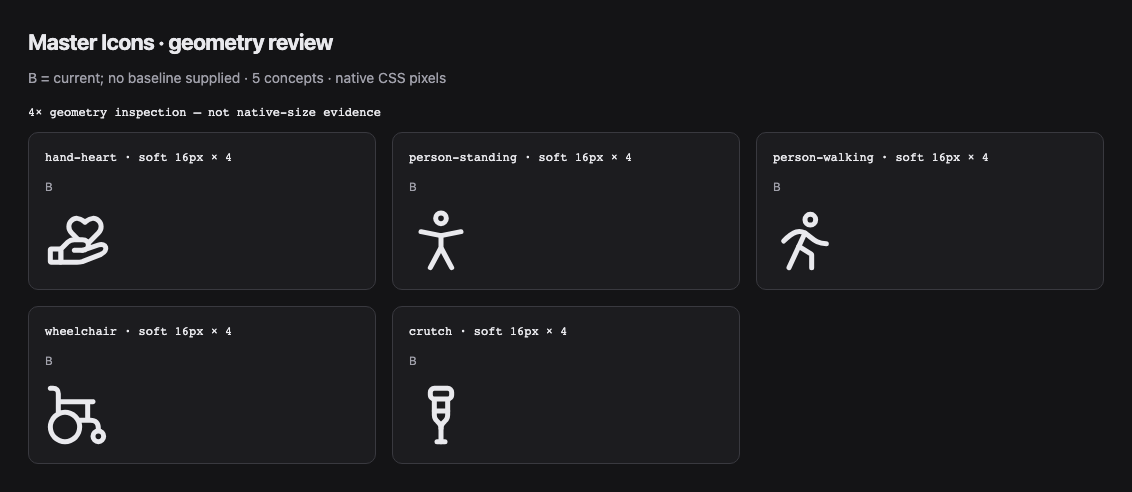 Master Icons · geometry review
B = current; no baseline supplied · 5 concepts · native CSS pixels
4× geometry inspection — not native-size evidence
hand-heart · soft 16px × 4
B
person-standing · soft 16px × 4
B
person-walking · soft 16px × 4
B
wheelchair · soft 16px × 4
B
crutch · soft 16px × 4
B